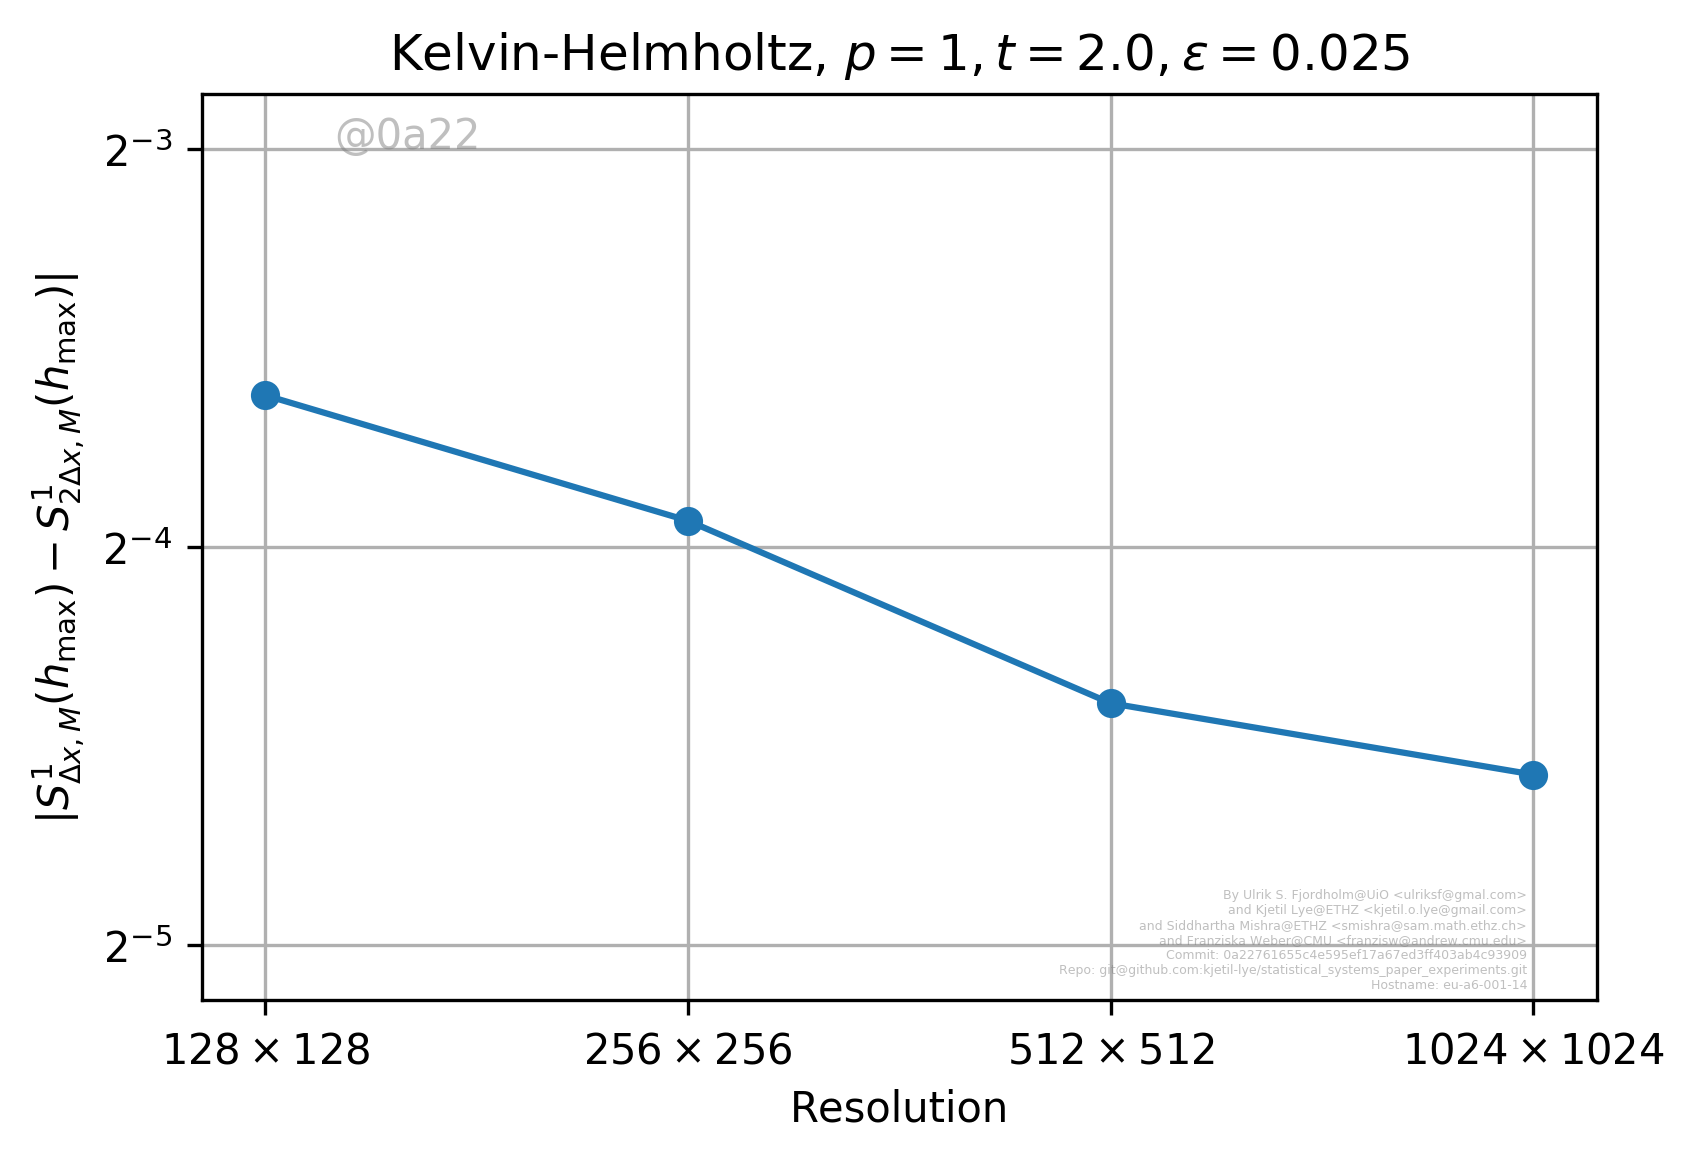 Kelvin-Helmholtz, p = 1, t = 2.0, ε = 0.025
@0a22
2⁻³
2⁻⁴
2⁻⁵
|S¹_{Δx,M}(h_max) − S¹_{2Δx,M}(h_max)|
By Ulrik S. Fjordholm@UiO <ulriksf@gmal.com>
and Kjetil Lye@ETHZ <kjetil.o.lye@gmail.com>
and Siddhartha Mishra@ETHZ <smishra@sam.math.ethz.ch>
and Franziska Weber@CMU <franzisw@andrew.cmu.edu>
Commit: 0a22761655c4e595ef17a67ed3ff403ab4c93909
Repo: git@github.com:kjetil-lye/statistical_systems_paper_experiments.git
Hostname: eu-a6-001-14
128 × 128
256 × 256
512 × 512
1024 × 1024
Resolution